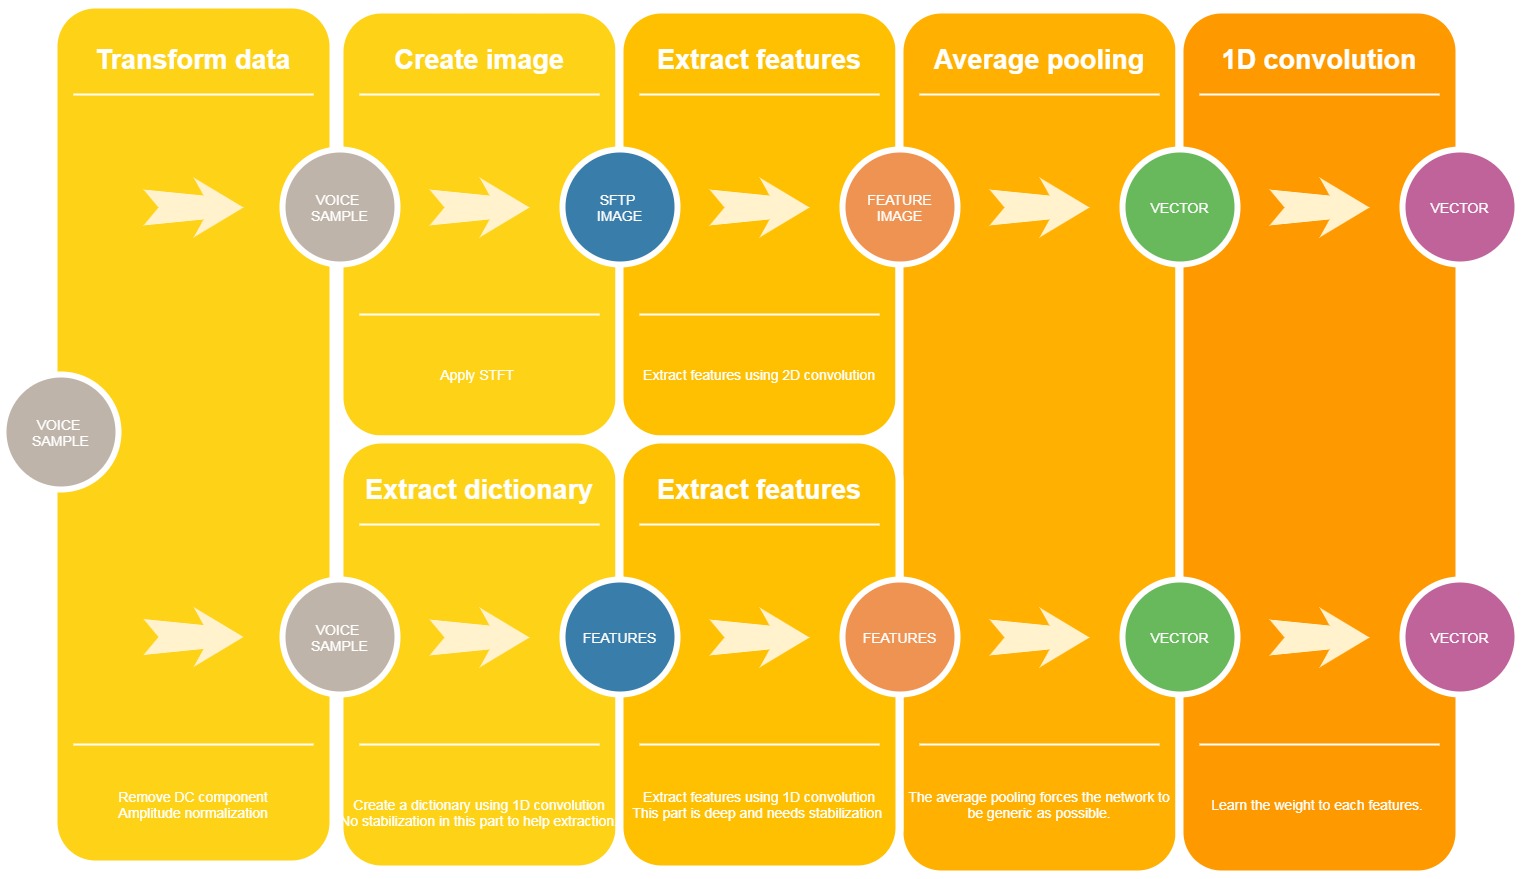 Transform data
Create image
Extract features
Average pooling
1D convolution
VOICE
SAMPLE
SFTP
IMAGE
FEATURE
IMAGE
VECTOR
VECTOR
Apply STFT
Extract features using 2D convolution
VOICE
SAMPLE
Extract dictionary
Extract features
VOICE
SAMPLE
FEATURES
FEATURES
VECTOR
VECTOR
Remove DC component
Amplitude normalization
Create a dictionary using 1D convolution
No stabilization in this part to help extraction
Extract features using 1D convolution
This part is deep and needs stabilization
The average pooling forces the network to
be generic as possible.
Learn the weight to each features.